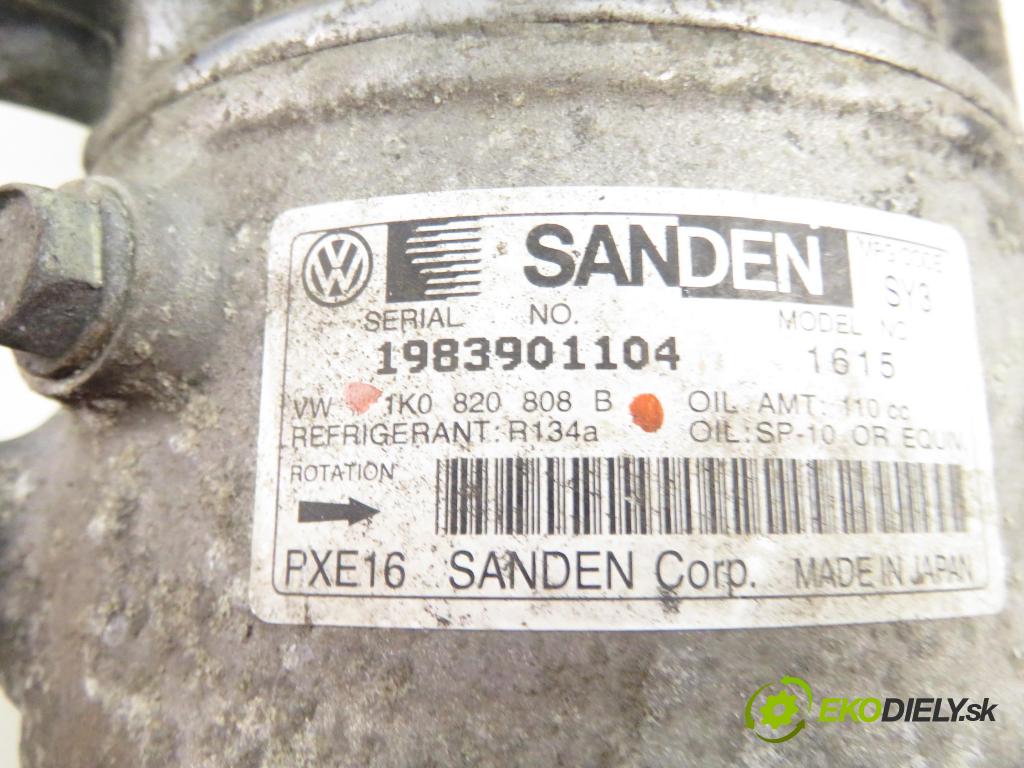 SANDEN
SY3
SERIAL NO. MODEL NO
1983901104 1615
VW 1K0 820 808 B OIL AMT: 110 cc
REFRIGERANT: R134a OIL:SP-10 OR EQUIV.
ROTATION
PXE16 SANDEN Corp. MADE IN JAPAN
EKODIELY.sk